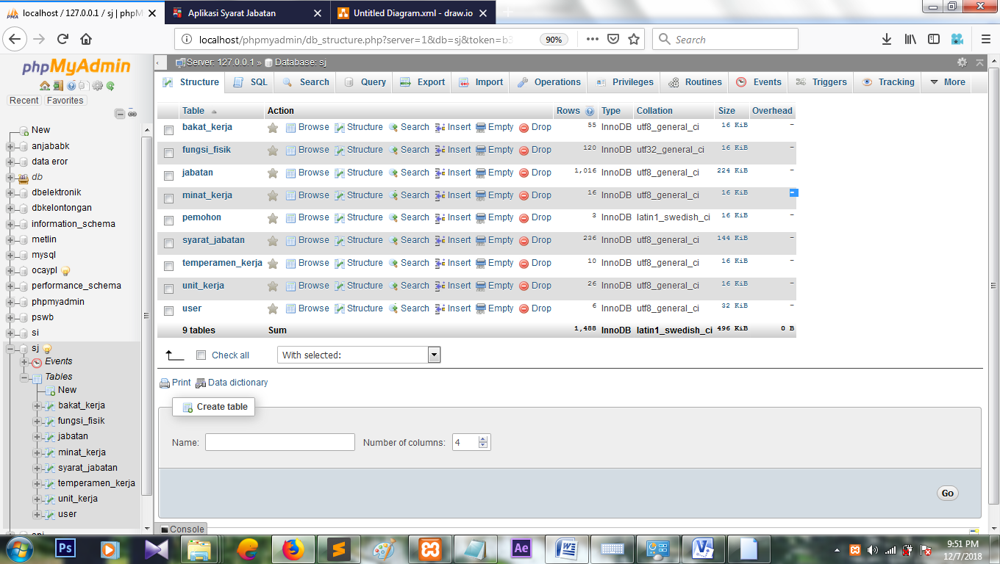 localhost / 127.0.0.1 / sj | phpM
Aplikasi Syarat Jabatan
Untitled Diagram.xml - draw.io
localhost/phpmyadmin/db_structure.php?server=1&db=sj&token=b3
90%
Search
phpMyAdmin
Recent Favorites
New
anjababk
data eror
db
dbelektronik
dbkelontongan
information_schema
metlin
mysql
ocaypl
performance_schema
phpmyadmin
pswb
si
sj
Events
Tables
New
bakat_kerja
fungsi_fisik
jabatan
minat_kerja
syarat_jabatan
temperamen_kerja
unit_kerja
user
Server: 127.0.0.1 » Database: sj
Structure SQL Search Query Export Import Operations Privileges Routines Events Triggers Tracking More
Table Action Rows Type Collation Size Overhead
bakat_kerja Browse Structure Search Insert Empty Drop 55 InnoDB utf8_general_ci 16 KiB -
fungsi_fisik Browse Structure Search Insert Empty Drop 120 InnoDB utf32_general_ci 16 KiB -
jabatan Browse Structure Search Insert Empty Drop 1,016 InnoDB utf8_general_ci 224 KiB -
minat_kerja Browse Structure Search Insert Empty Drop 16 InnoDB utf8_general_ci 16 KiB -
pemohon Browse Structure Search Insert Empty Drop 3 InnoDB latin1_swedish_ci 16 KiB -
syarat_jabatan Browse Structure Search Insert Empty Drop 236 InnoDB utf8_general_ci 144 KiB -
temperamen_kerja Browse Structure Search Insert Empty Drop 10 InnoDB utf8_general_ci 16 KiB -
unit_kerja Browse Structure Search Insert Empty Drop 26 InnoDB utf8_general_ci 16 KiB -
user Browse Structure Search Insert Empty Drop 6 InnoDB utf8_general_ci 32 KiB -
9 tables Sum 1,488 InnoDB latin1_swedish_ci 496 KiB 0 B
Check all With selected:
Print Data dictionary
Create table
Name: Number of columns: 4
Go
Console
Ps
Ae
9:51 PM
12/7/2018